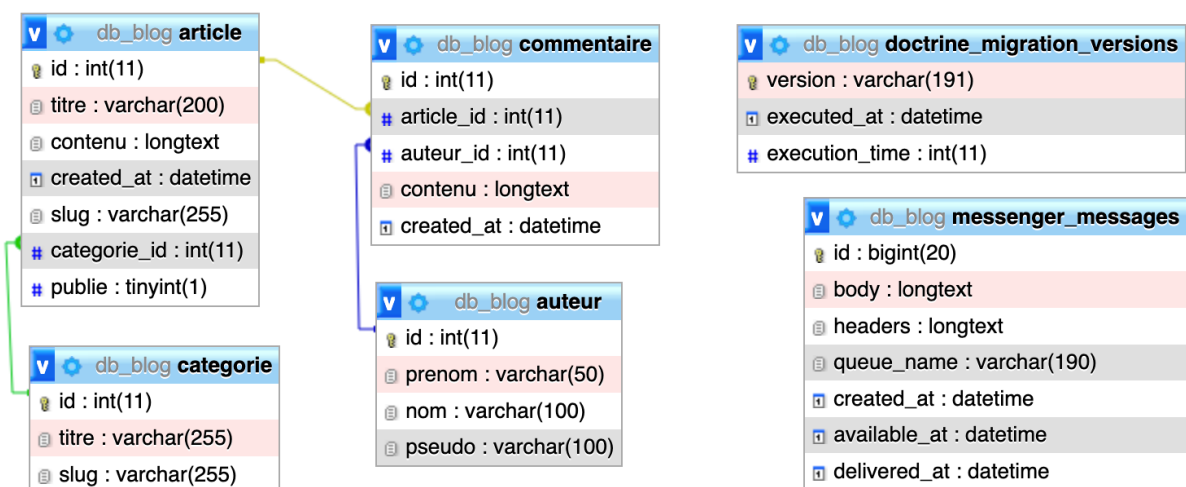 v db_blog article
id : int(11)
titre : varchar(200)
contenu : longtext
created_at : datetime
slug : varchar(255)
categorie_id : int(11)
publie : tinyint(1)
v db_blog categorie
id : int(11)
titre : varchar(255)
slug : varchar(255)
v db_blog commentaire
id : int(11)
article_id : int(11)
auteur_id : int(11)
contenu : longtext
created_at : datetime
v db_blog auteur
id : int(11)
prenom : varchar(50)
nom : varchar(100)
pseudo : varchar(100)
v db_blog doctrine_migration_versions
version : varchar(191)
executed_at : datetime
execution_time : int(11)
v db_blog messenger_messages
id : bigint(20)
body : longtext
headers : longtext
queue_name : varchar(190)
created_at : datetime
available_at : datetime
delivered_at : datetime